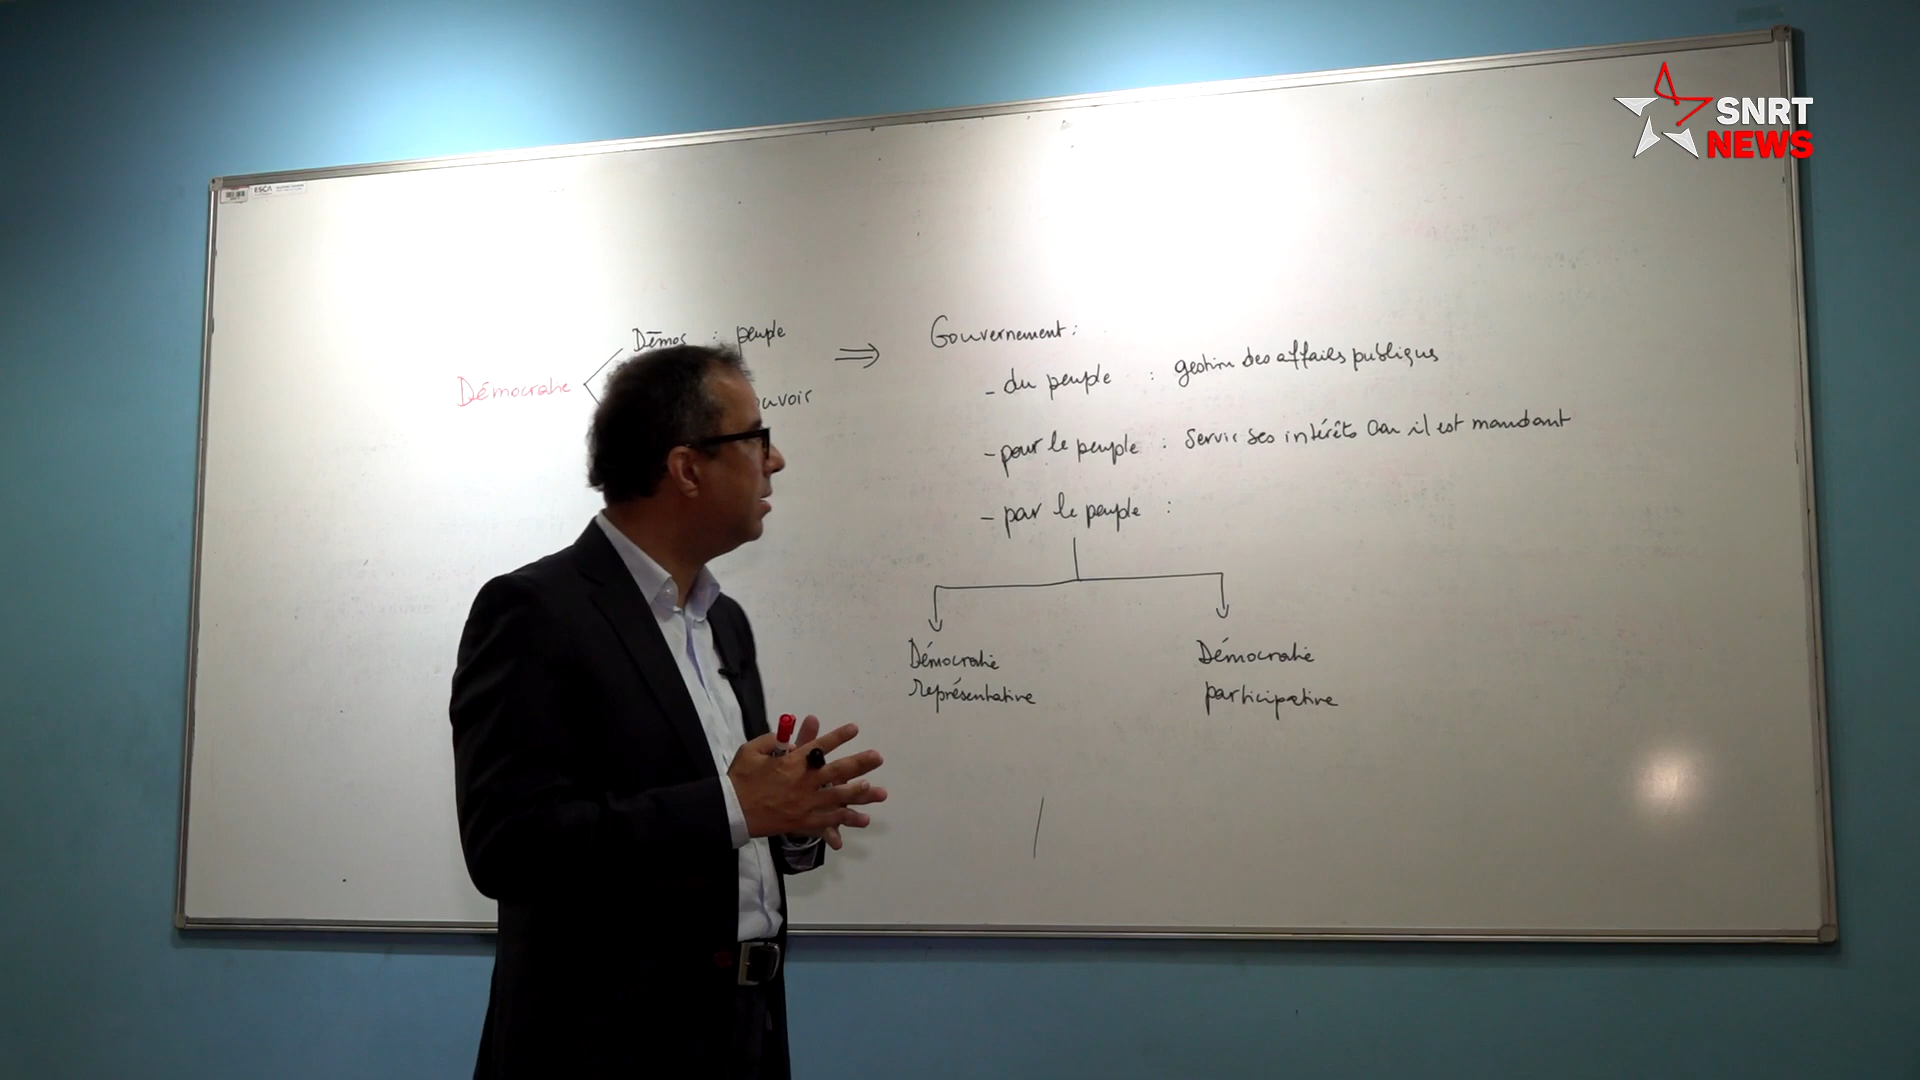 SNRT
NEWS
ESCA
Dēmos : peuple
Démocratie
ouvoir
⇒
Gouvernement :
- du peuple : gestion des affaires publiques
- pour le peuple : servir ses intérêts car il est mandant
- par le peuple :
Démocratie
représentative
Démocratie
participative